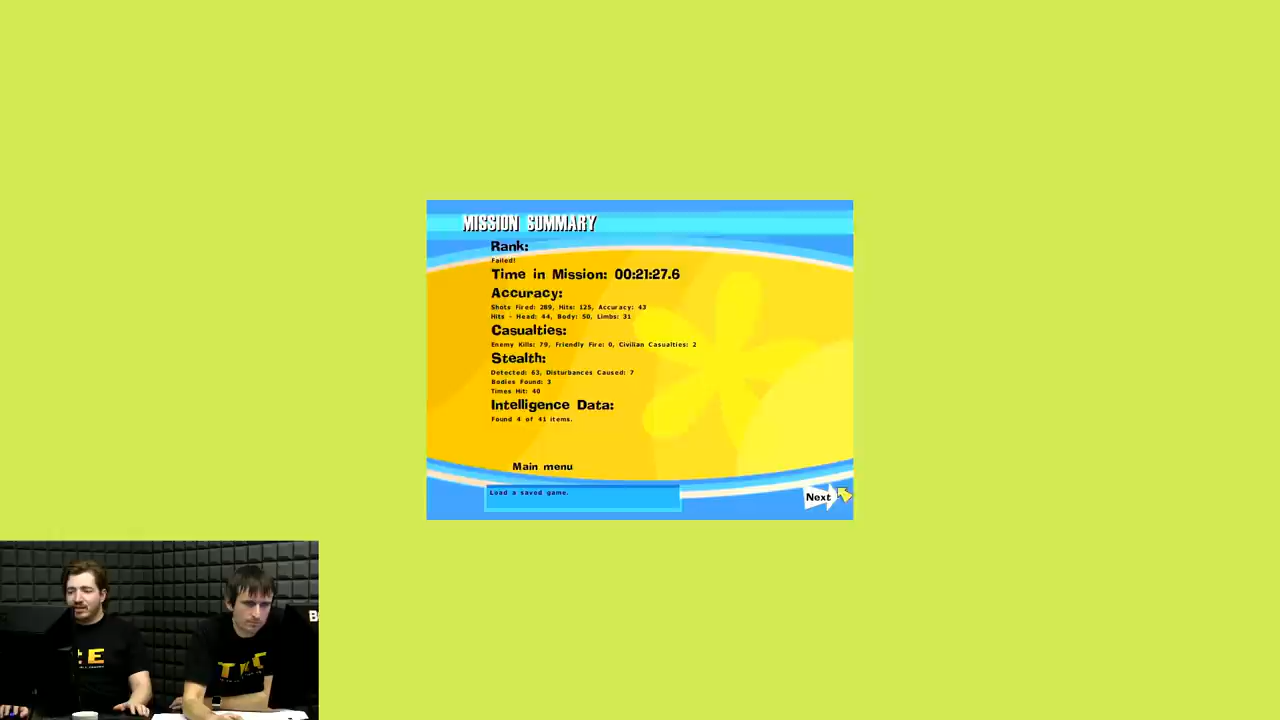 MISSION SUMMARY
Rank:
Failed!
Time in Mission: 00:21:27.6
Accuracy:
Shots Fired: 289, Hits: 125, Accuracy: 43
Hits - Head: 44, Body: 50, Limbs: 31
Casualties:
Enemy Kills: 79, Friendly Fire: 0, Civilian Casualties: 2
Stealth:
Detected: 63, Disturbances Caused: 7
Bodies Found: 3
Times Hit: 40
Intelligence Data:
Found 4 of 41 items.
Main menu
Load a saved game.
Next